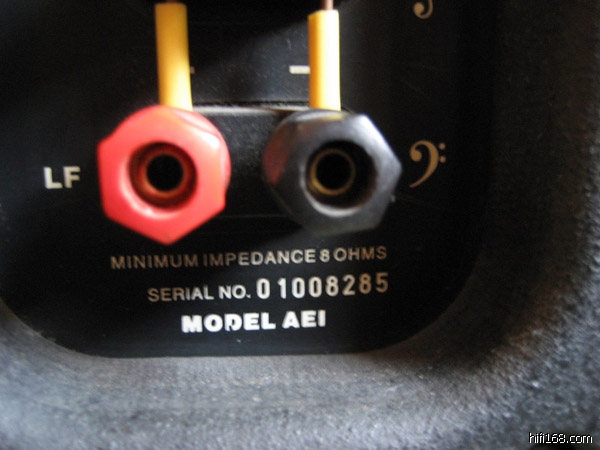 LF
MINIMUM IMPEDANCE 8 OHMS
SERIAL NO. 01008285
MODEL AEI
hifi168.com